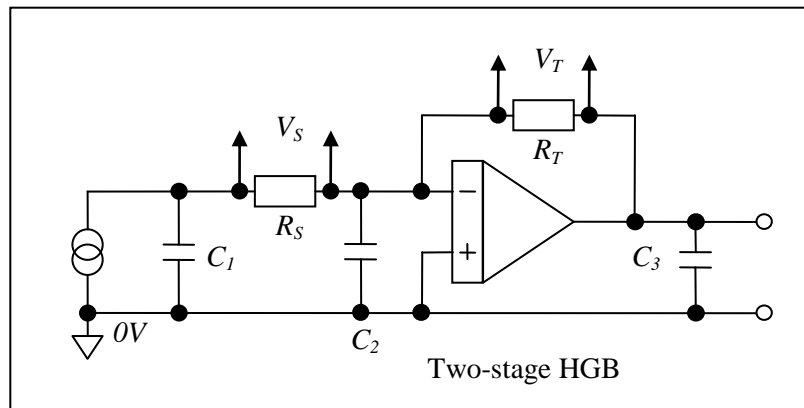 V_T
V_S
R_T
−
R_S
C_1
+
C_3
0V
C_2
Two-stage HGB